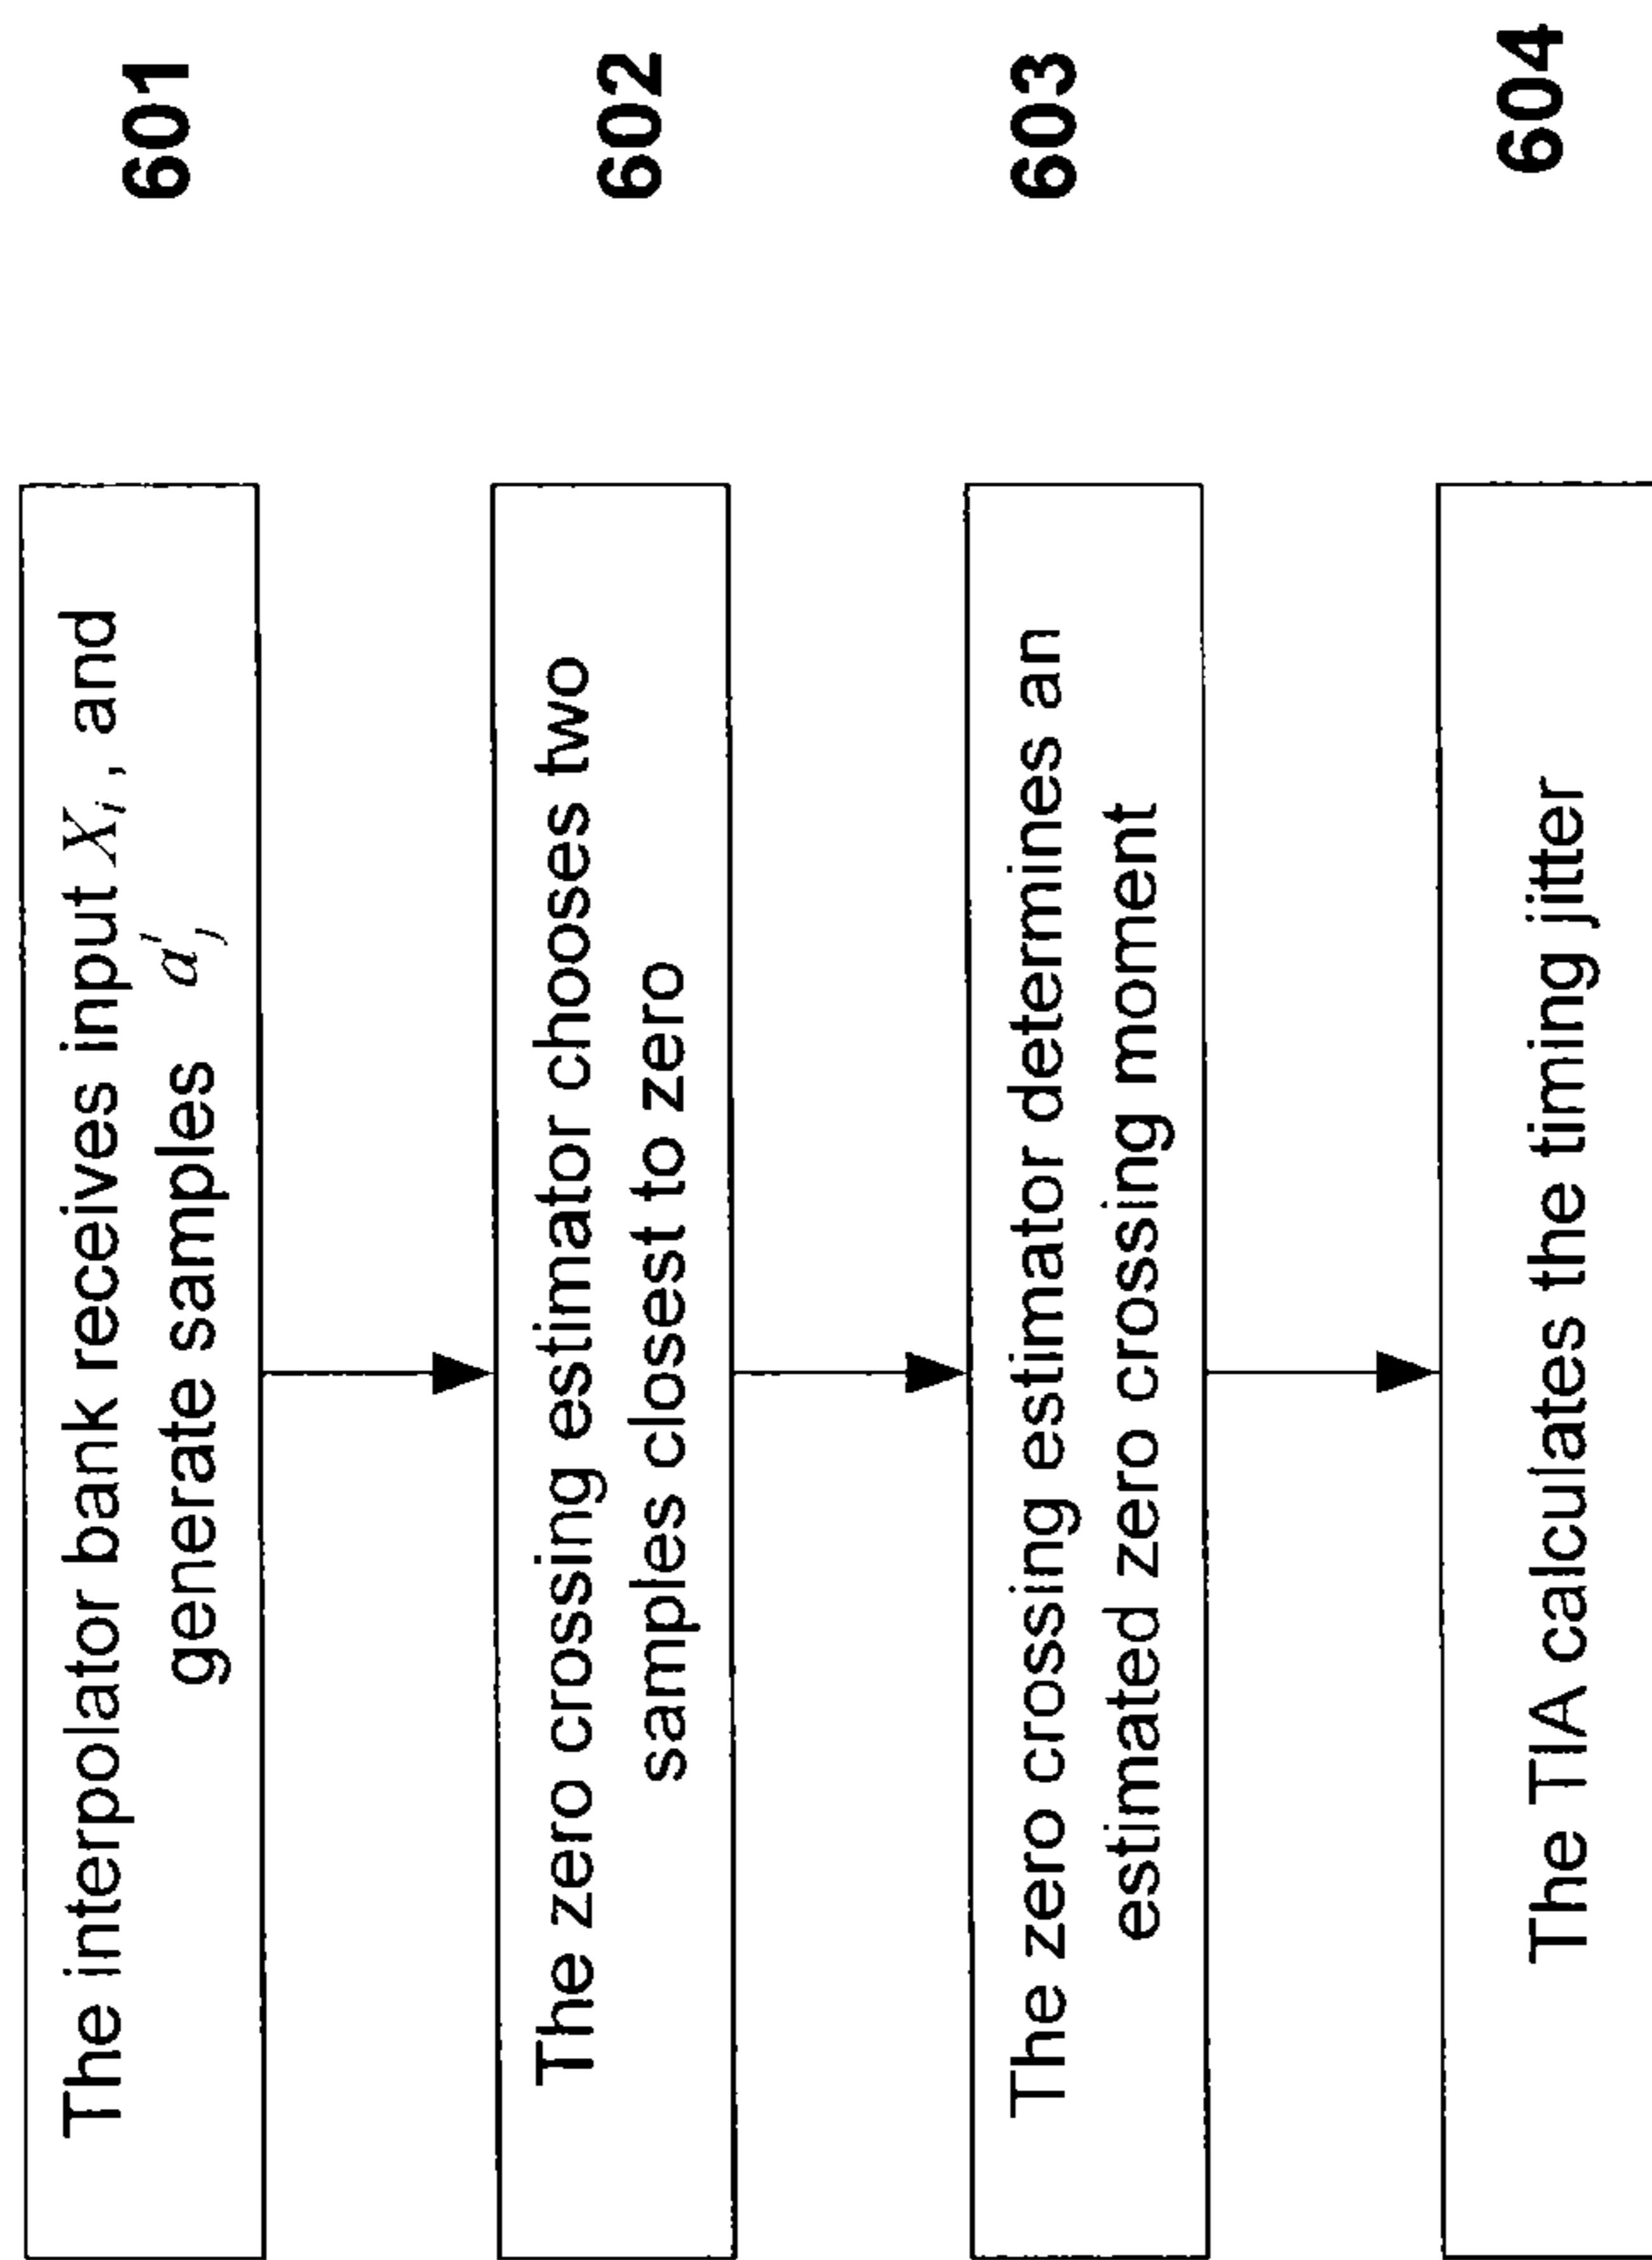 The interpolator bank receives input Xᵢ, and
generate samples a'ⱼ
601
The zero crossing estimator chooses two
samples closest to zero
602
The zero crossing estimator determines an
estimated zero crossing moment
603
The TIA calculates the timing jitter
604